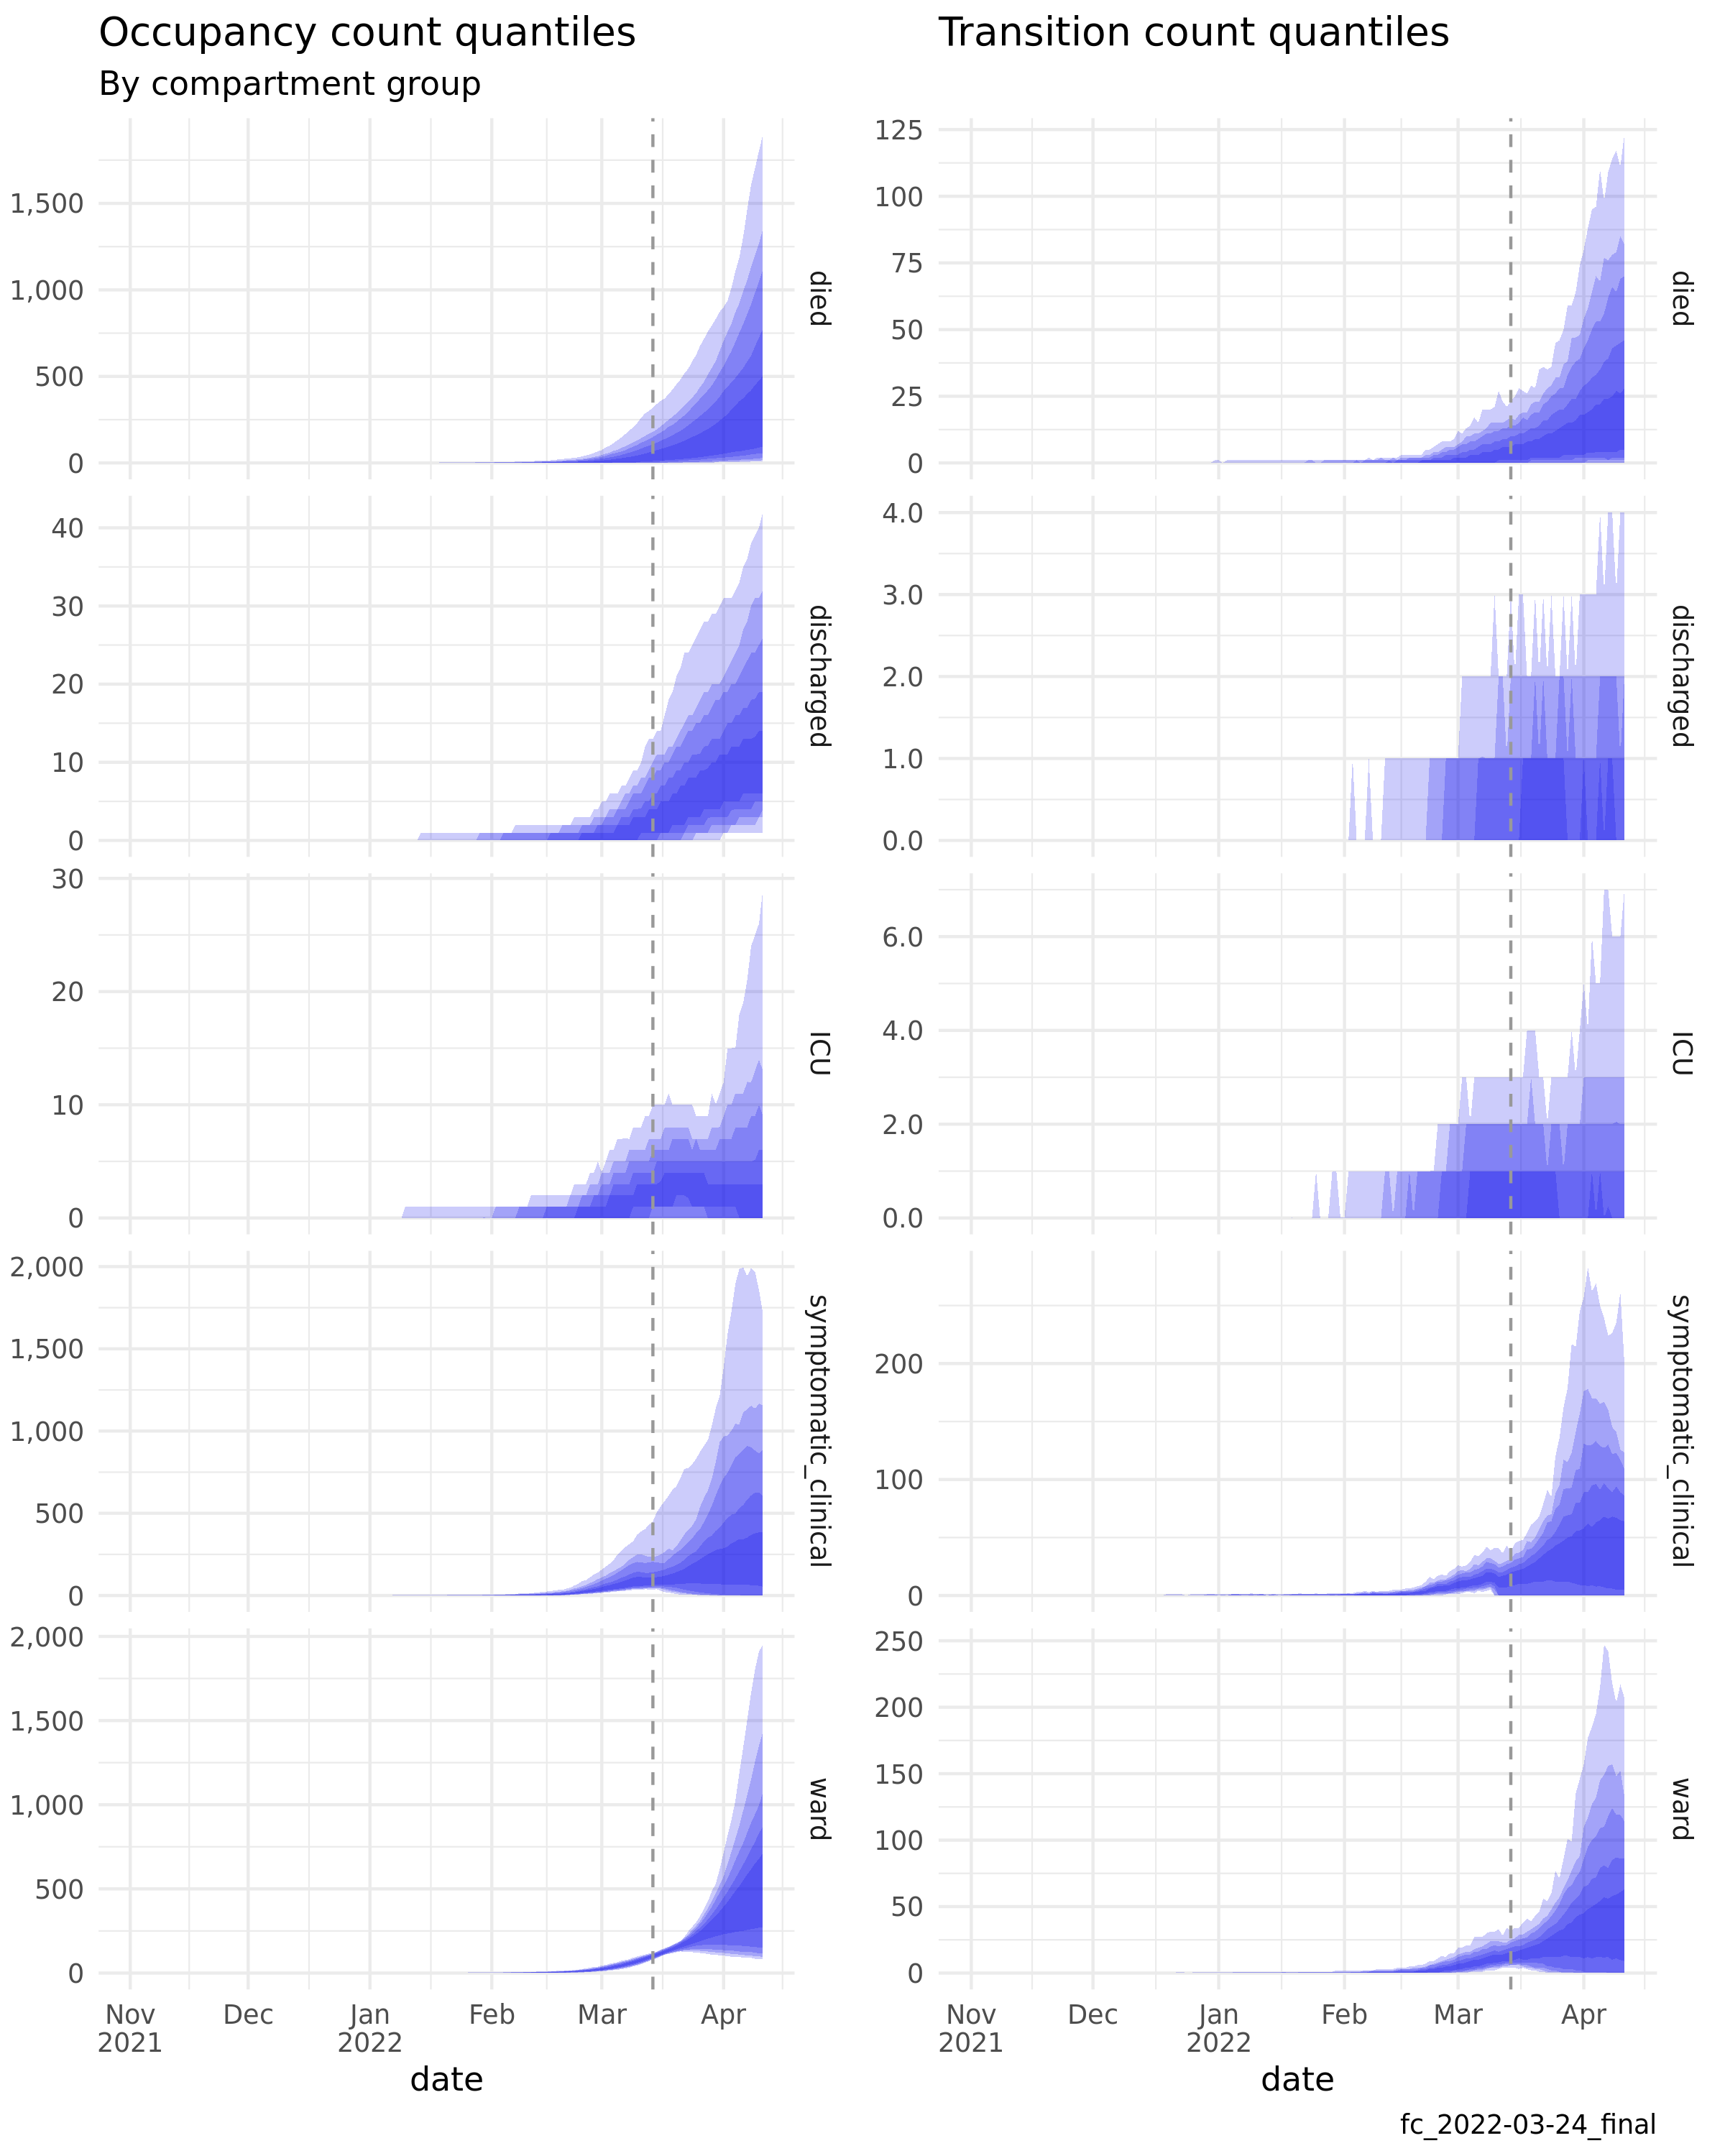 Occupancy count quantiles
By compartment group
1,500
1,000
500
0
died
40
30
20
10
0
discharged
30
20
10
0
ICU
2,000
1,500
1,000
500
0
symptomatic_clinical
2,000
1,500
1,000
500
0
ward
Nov Dec Jan Feb Mar Apr
2021 2022
date
Transition count quantiles
125
100
75
50
25
0
died
4.0
3.0
2.0
1.0
0.0
discharged
6.0
4.0
2.0
0.0
ICU
200
100
0
symptomatic_clinical
250
200
150
100
50
0
ward
Nov Dec Jan Feb Mar Apr
2021 2022
date
fc_2022-03-24_final